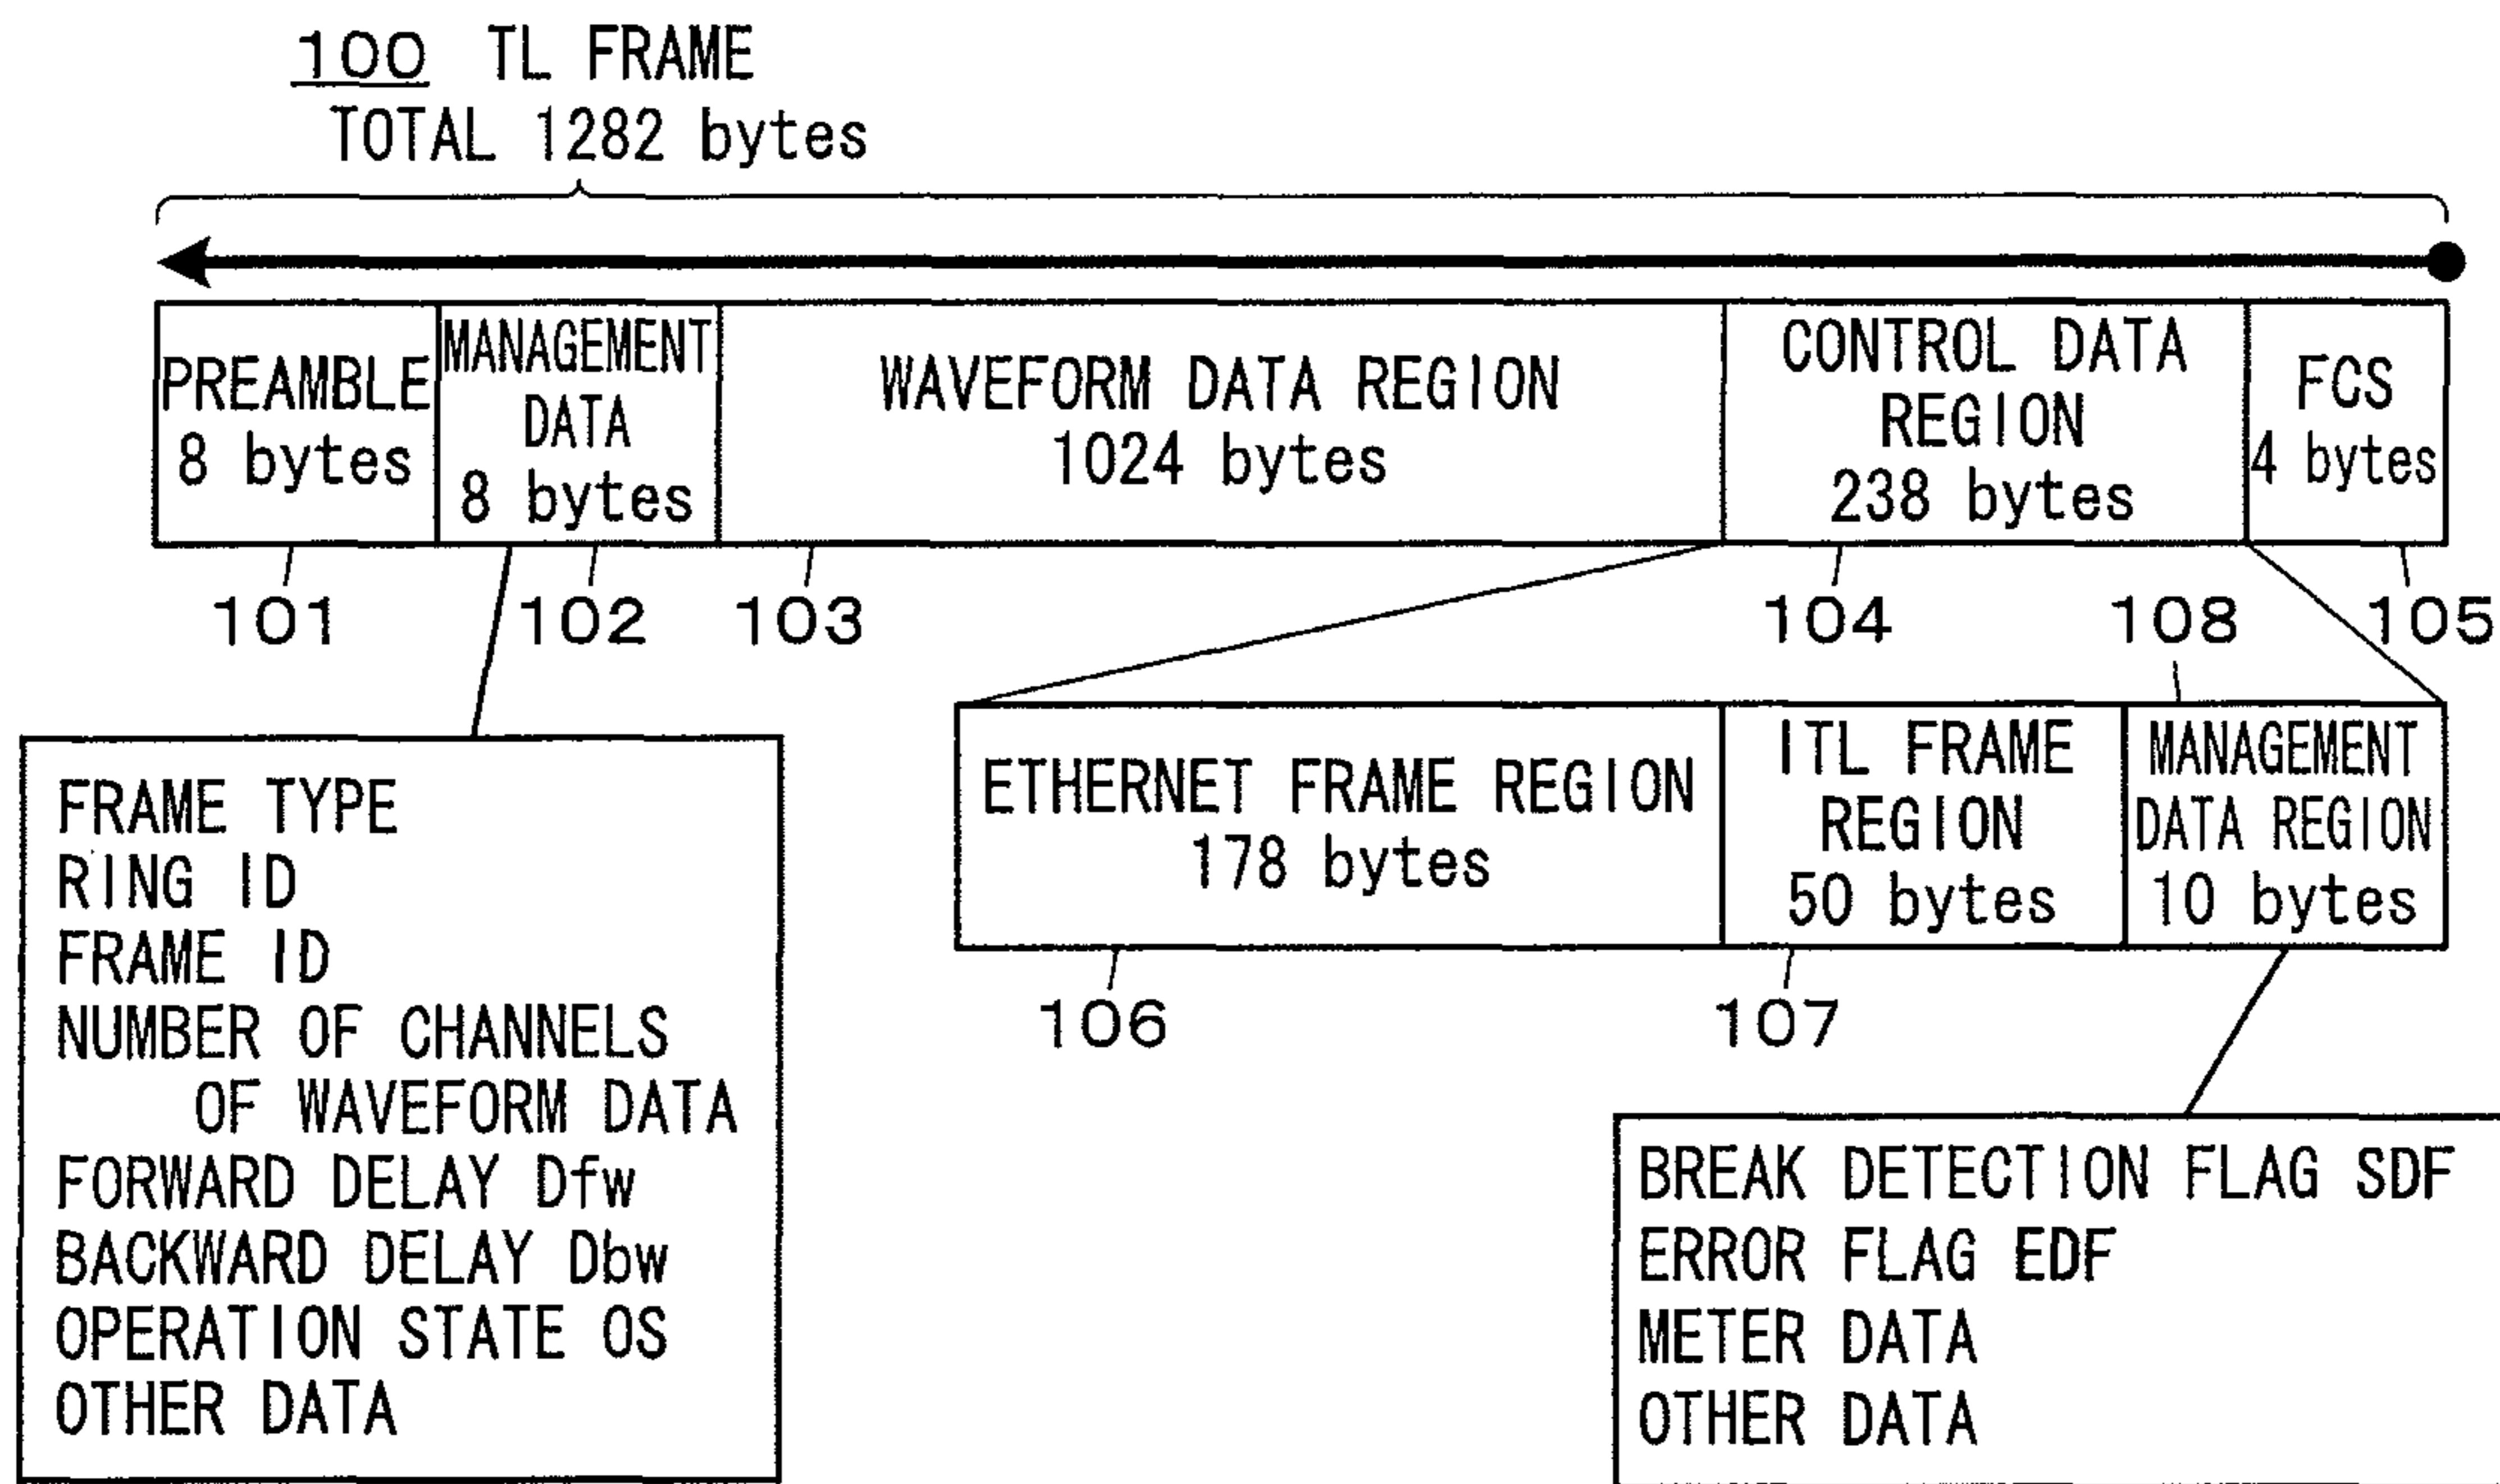 100 TL FRAME
TOTAL 1282 bytes
PREAMBLE
8 bytes
MANAGEMENT
DATA
8 bytes
WAVEFORM DATA REGION
1024 bytes
CONTROL DATA
REGION
238 bytes
FCS
4 bytes
101
102
103
104
108
105
ETHERNET FRAME REGION
178 bytes
ITL FRAME
REGION
50 bytes
MANAGEMENT
DATA REGION
10 bytes
106
107
FRAME TYPE
RING ID
FRAME ID
NUMBER OF CHANNELS
OF WAVEFORM DATA
FORWARD DELAY Dfw
BACKWARD DELAY Dbw
OPERATION STATE OS
OTHER DATA
BREAK DETECTION FLAG SDF
ERROR FLAG EDF
METER DATA
OTHER DATA